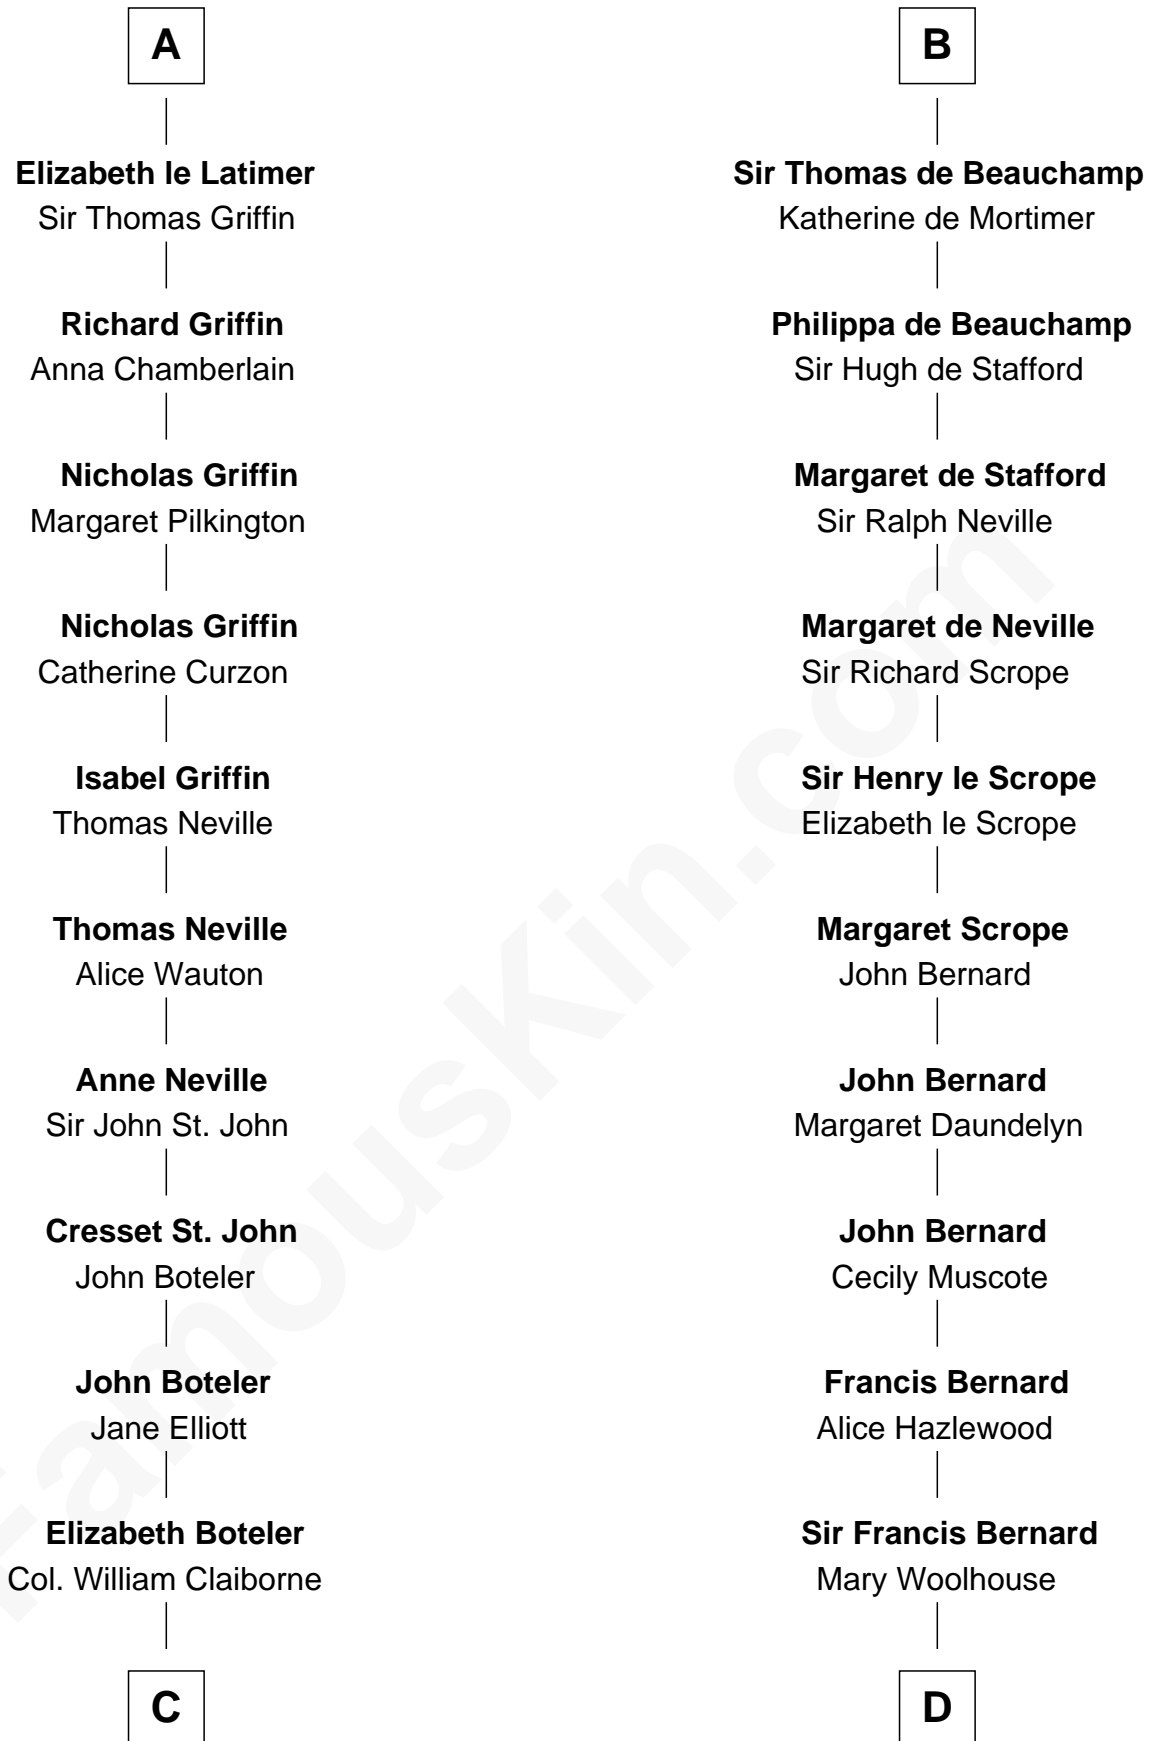 A
Elizabeth le Latimer
Sir Thomas Griffin
Richard Griffin
Anna Chamberlain
Nicholas Griffin
Margaret Pilkington
Nicholas Griffin
Catherine Curzon
Isabel Griffin
Thomas Neville
Thomas Neville
Alice Wauton
Anne Neville
Sir John St. John
Cresset St. John
John Boteler
John Boteler
Jane Elliott
Elizabeth Boteler
Col. William Claiborne
C
B
Sir Thomas de Beauchamp
Katherine de Mortimer
Philippa de Beauchamp
Sir Hugh de Stafford
Margaret de Stafford
Sir Ralph Neville
Margaret de Neville
Sir Richard Scrope
Sir Henry le Scrope
Elizabeth le Scrope
Margaret Scrope
John Bernard
John Bernard
Margaret Daundelyn
John Bernard
Cecily Muscote
Francis Bernard
Alice Hazlewood
Sir Francis Bernard
Mary Woolhouse
D
FamousKin.com